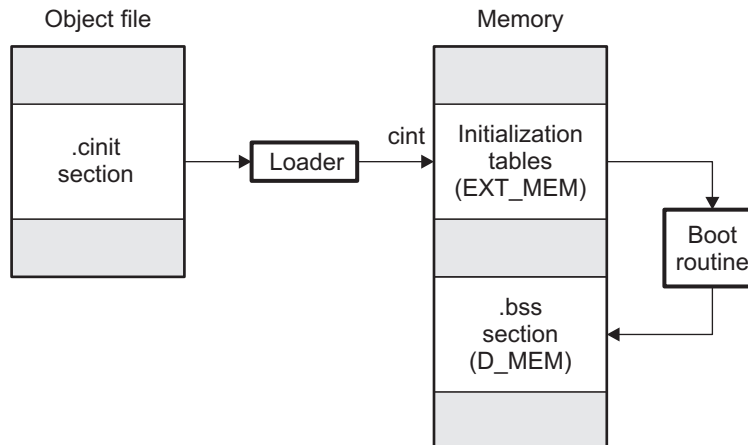 Object file
Memory
.cinit
section
Loader
cint
Initialization
tables
(EXT_MEM)
Boot
routine
.bss
section
(D_MEM)